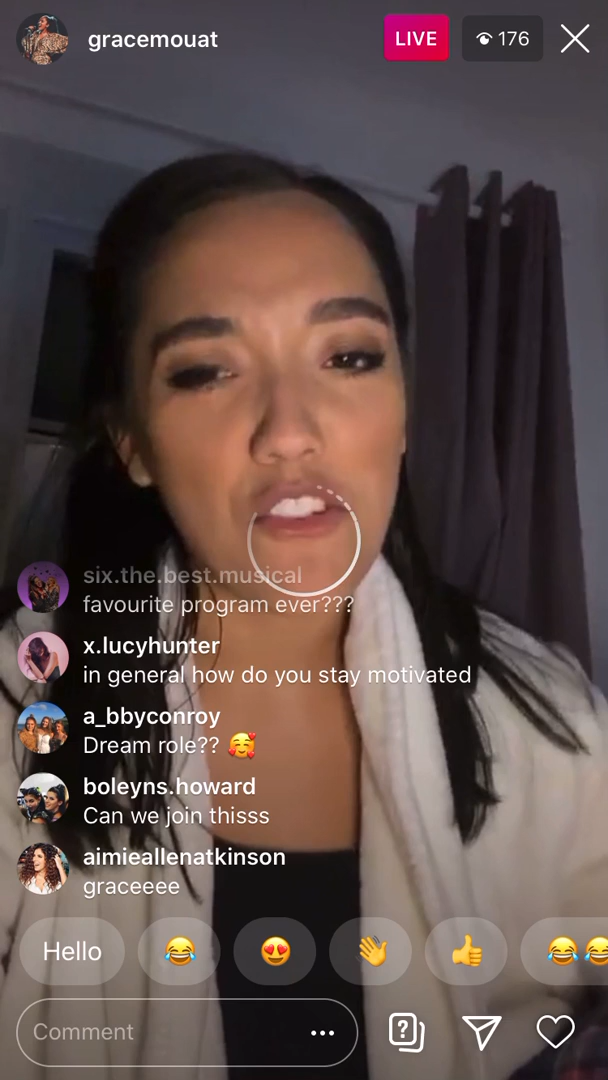 gracemouat
LIVE
176
six.the.best.musical
favourite program ever???
x.lucyhunter
in general how do you stay motivated
a_bbyconroy
Dream role?? 🥰
boleyns.howard
Can we join thisss
aimieallenatkinson
graceeee
Hello 😂 😍 👋 👍 😂😂
Comment ...